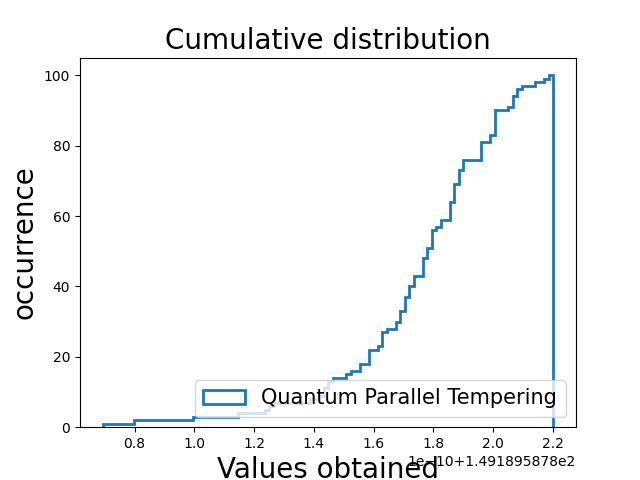 Cumulative distribution
occurrence
100
80
60
40
20
0
Quantum Parallel Tempering
0.8 1.0 1.2 1.4 1.6 1.8 2.0 2.2
Values obtained
1e−10+1.491895878e2